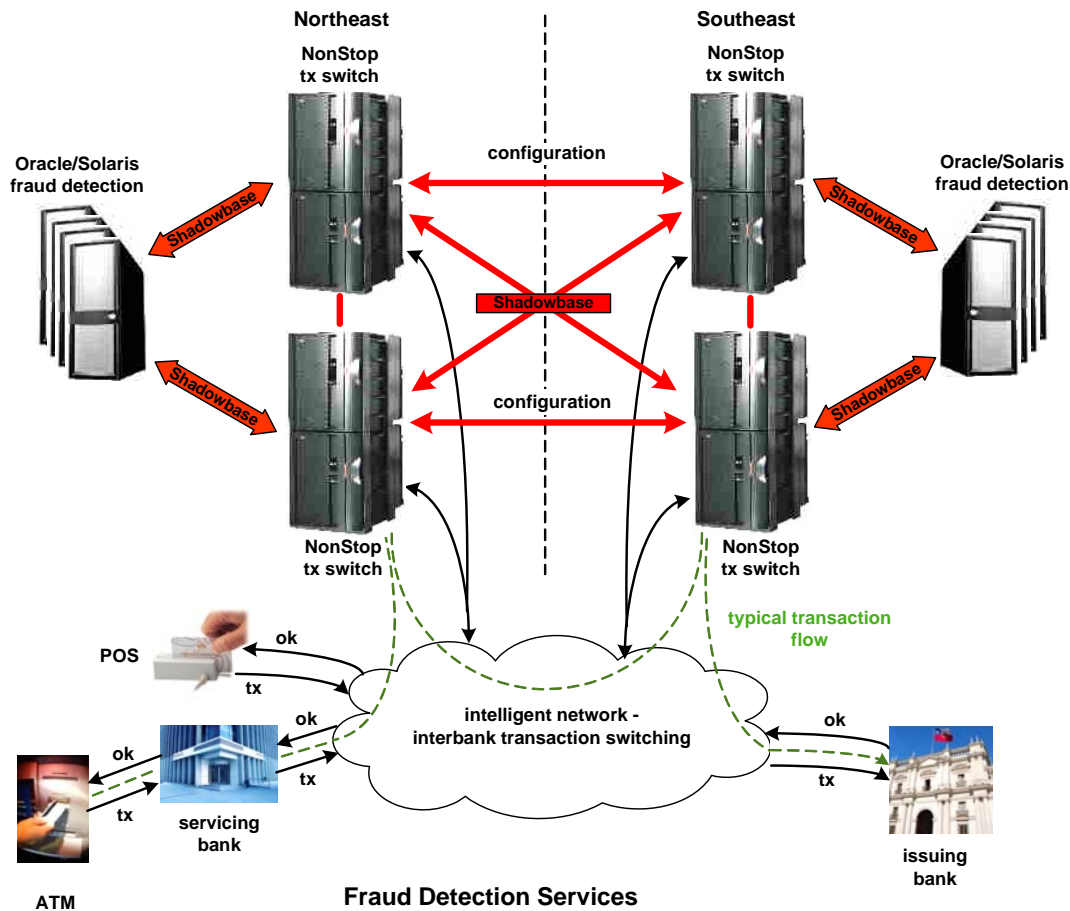 Northeast
Southeast
NonStop
tx switch
NonStop
tx switch
Oracle/Solaris
fraud detection
configuration
Oracle/Solaris
fraud detection
Shadowbase
Shadowbase
Shadowbase
Shadowbase
configuration
Shadowbase
NonStop
tx switch
NonStop
tx switch
typical transaction
flow
POS
ok
tx
intelligent network -
interbank transaction switching
ok
tx
ok
tx
ok
tx
servicing
bank
issuing
bank
ATM
Fraud Detection Services